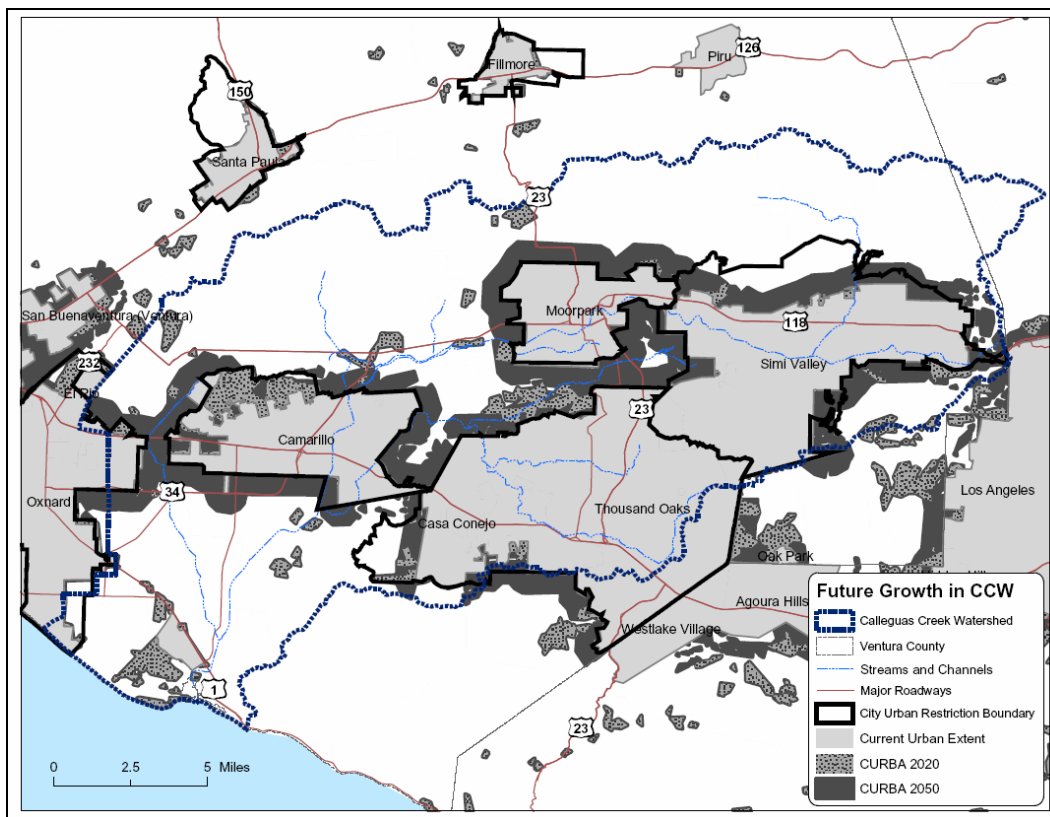 Fillmore
Piru
126
150
Santa Paula
23
San Buenaventura (Ventura)
232
El Rio
Moorpark
118
Simi Valley
23
Camarillo
34
Oxnard
Casa Conejo
Thousand Oaks
Los Angeles
Oak Park
Agoura Hills
Westlake Village
1
23
0 2.5 5 Miles
Future Growth in CCW
Calleguas Creek Watershed
Ventura County
Streams and Channels
Major Roadways
City Urban Restriction Boundary
Current Urban Extent
CURBA 2020
CURBA 2050